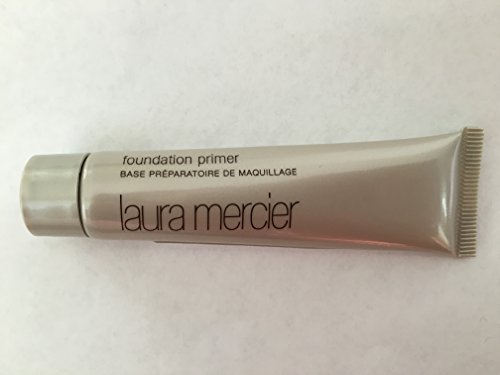 foundation primer
BASE PRÉPARATOIRE DE MAQUILLAGE
laura mercier